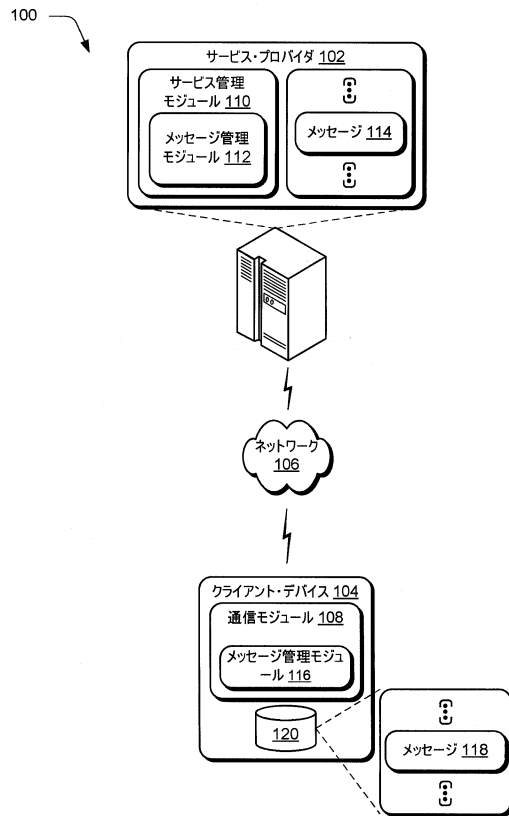 100
サービス・プロバイダ 102
サービス管理
モジュール 110
メッセージ管理
モジュール 112
メッセージ 114
ネットワーク
106
クライアント・デバイス 104
通信モジュール 108
メッセージ管理モジュ
ール 116
120
メッセージ 118